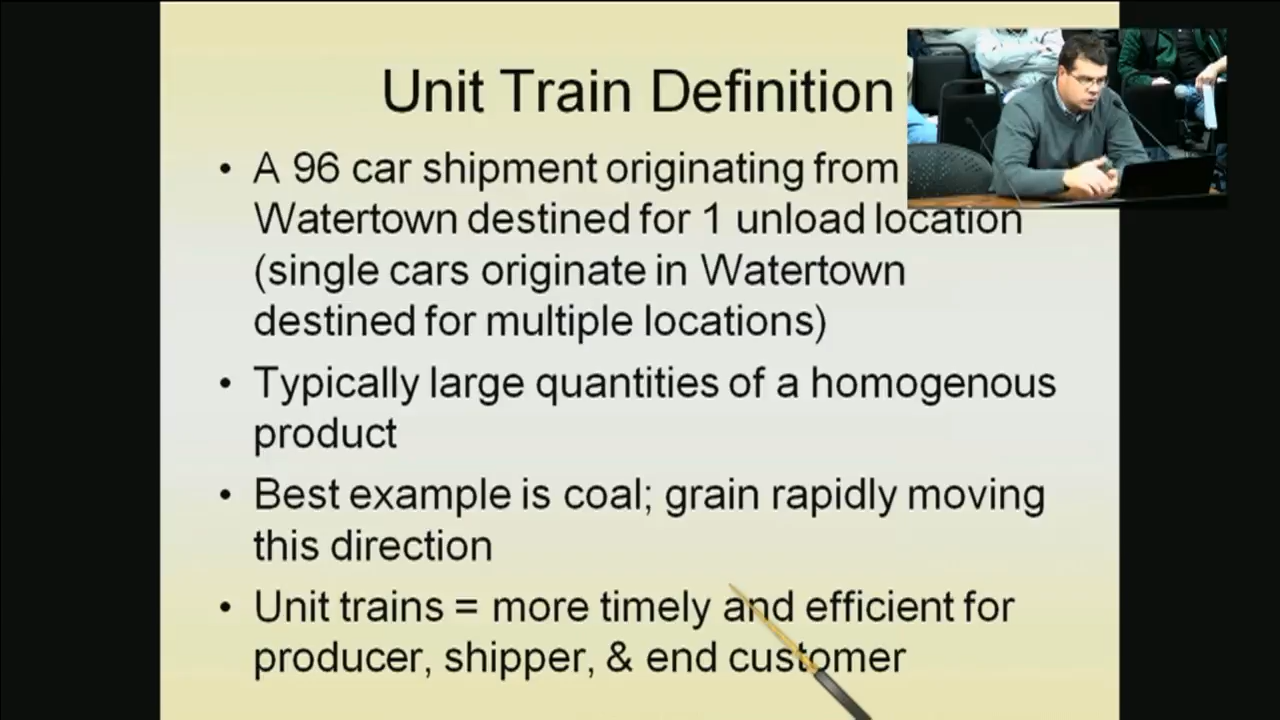 Unit Train Definition
• A 96 car shipment originating from
Watertown destined for 1 unload location
(single cars originate in Watertown
destined for multiple locations)
• Typically large quantities of a homogenous
product
• Best example is coal; grain rapidly moving
this direction
• Unit trains = more timely and efficient for
producer, shipper, & end customer